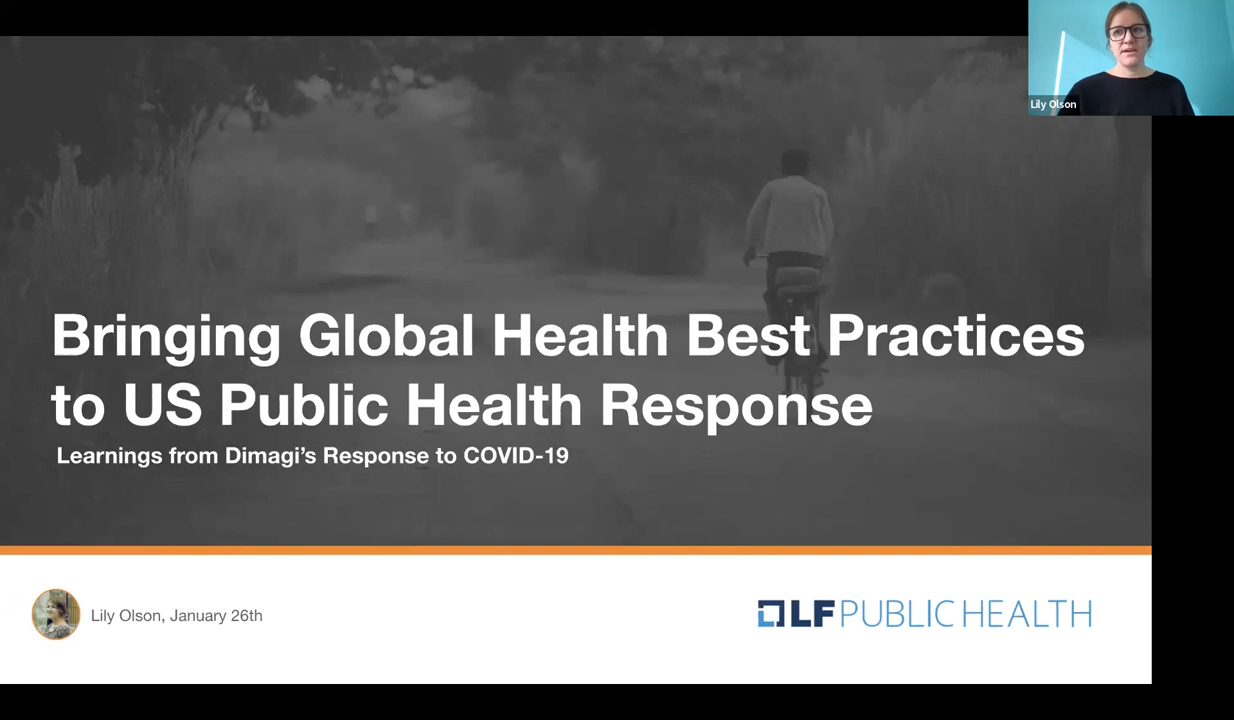 Lily Olson
Bringing Global Health Best Practices
to US Public Health Response
Learnings from Dimagi’s Response to COVID-19
Lily Olson, January 26th
LF PUBLIC HEALTH